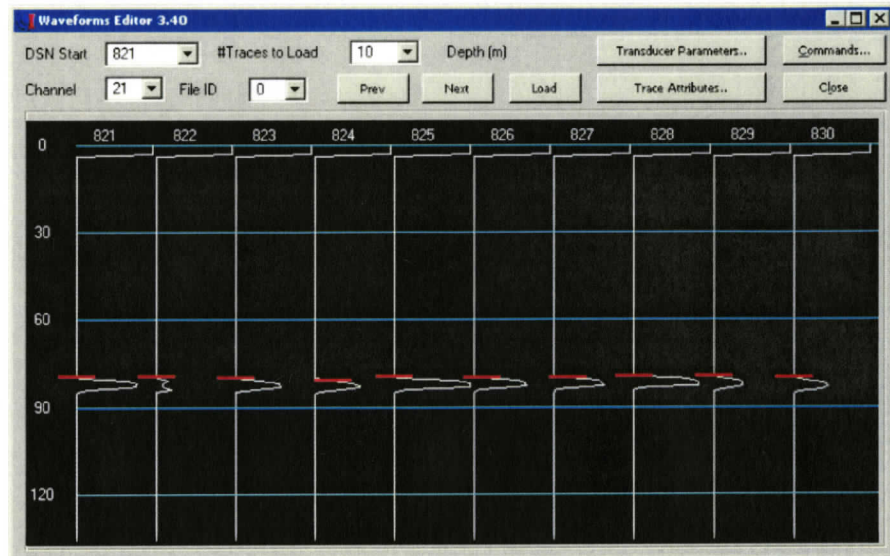 Waveforms Editor 3.40
DSN Start 821 #Traces to Load 10 Depth (m) Transducer Parameters.. Commands...
Channel 21 File ID 0 Prev Next Load Trace Attributes.. Close
821 822 823 824 825 826 827 828 829 830
0
30
60
90
120